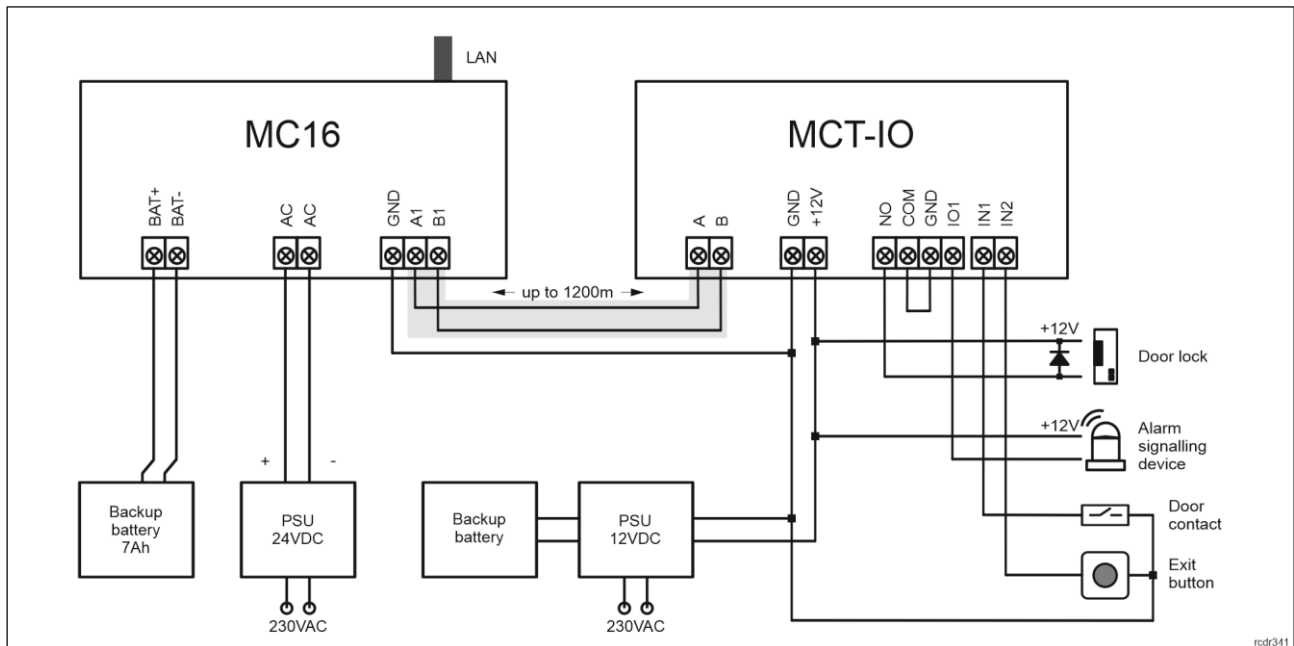 LAN
MC16
MCT-IO
BAT+
BAT-
AC
AC
GND
A1
B1
A
B
GND
+12V
NO
COM
GND
IO1
IN1
IN2
up to 1200m
+12V
Door lock
+12V
Alarm
signalling
device
+
-
Backup
battery
7Ah
PSU
24VDC
Backup
battery
PSU
12VDC
Door
contact
Exit
button
230VAC
230VAC
rcdr341